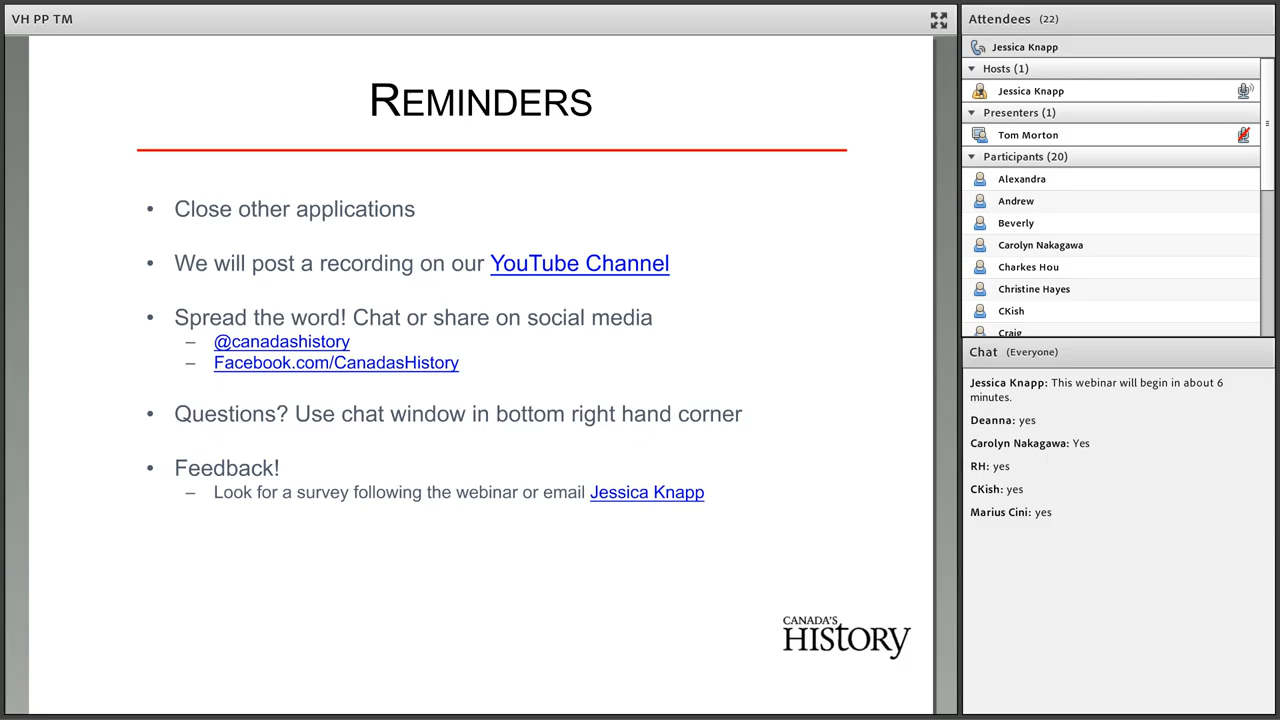 VH PP TM
REMINDERS
• Close other applications
• We will post a recording on our YouTube Channel
• Spread the word! Chat or share on social media
– @canadashistory
– Facebook.com/CanadasHistory
• Questions? Use chat window in bottom right hand corner
• Feedback!
– Look for a survey following the webinar or email Jessica Knapp
CANADA'S
HISTORY
Attendees (22)
Jessica Knapp
Hosts (1)
Jessica Knapp
Presenters (1)
Tom Morton
Participants (20)
Alexandra
Andrew
Beverly
Carolyn Nakagawa
Charkes Hou
Christine Hayes
CKish
Craig
Chat (Everyone)
Jessica Knapp: This webinar will begin in about 6
minutes.
Deanna: yes
Carolyn Nakagawa: Yes
RH: yes
CKish: yes
Marius Cini: yes